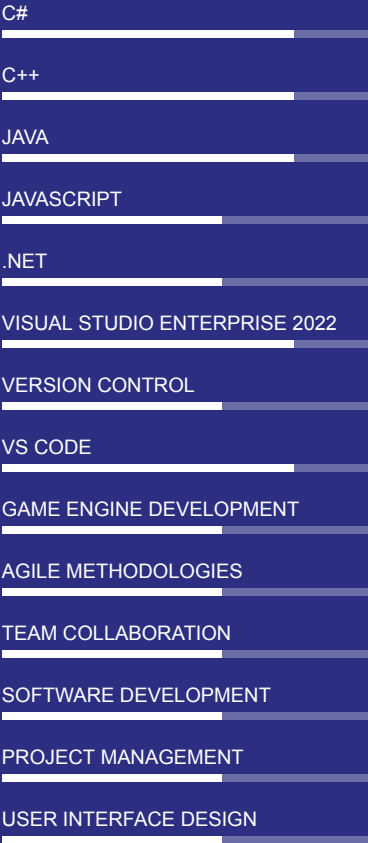 C#
C++
JAVA
JAVASCRIPT
.NET
VISUAL STUDIO ENTERPRISE 2022
VERSION CONTROL
VS CODE
GAME ENGINE DEVELOPMENT
AGILE METHODOLOGIES
TEAM COLLABORATION
SOFTWARE DEVELOPMENT
PROJECT MANAGEMENT
USER INTERFACE DESIGN